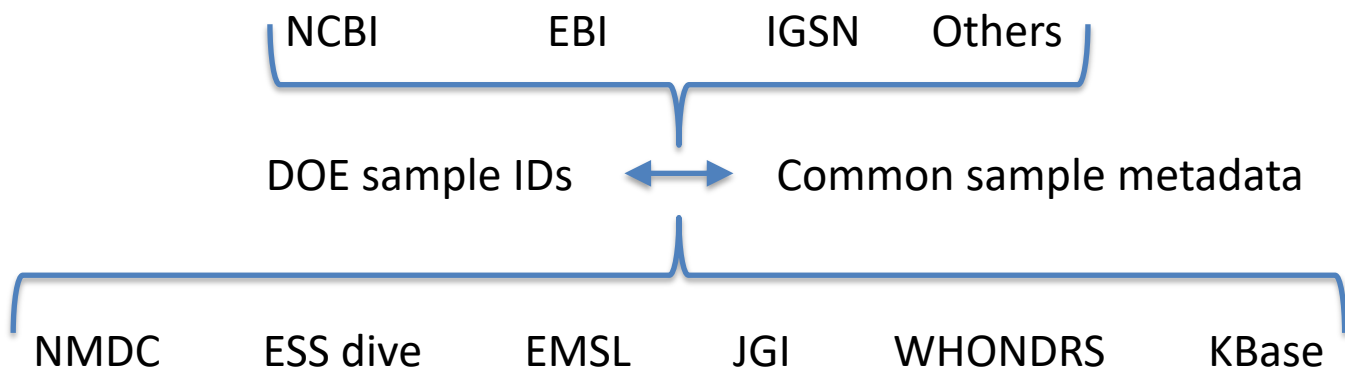 NCBI EBI IGSN Others
DOE sample IDs Common sample metadata
NMDC ESS dive EMSL JGI WHONDRS KBase